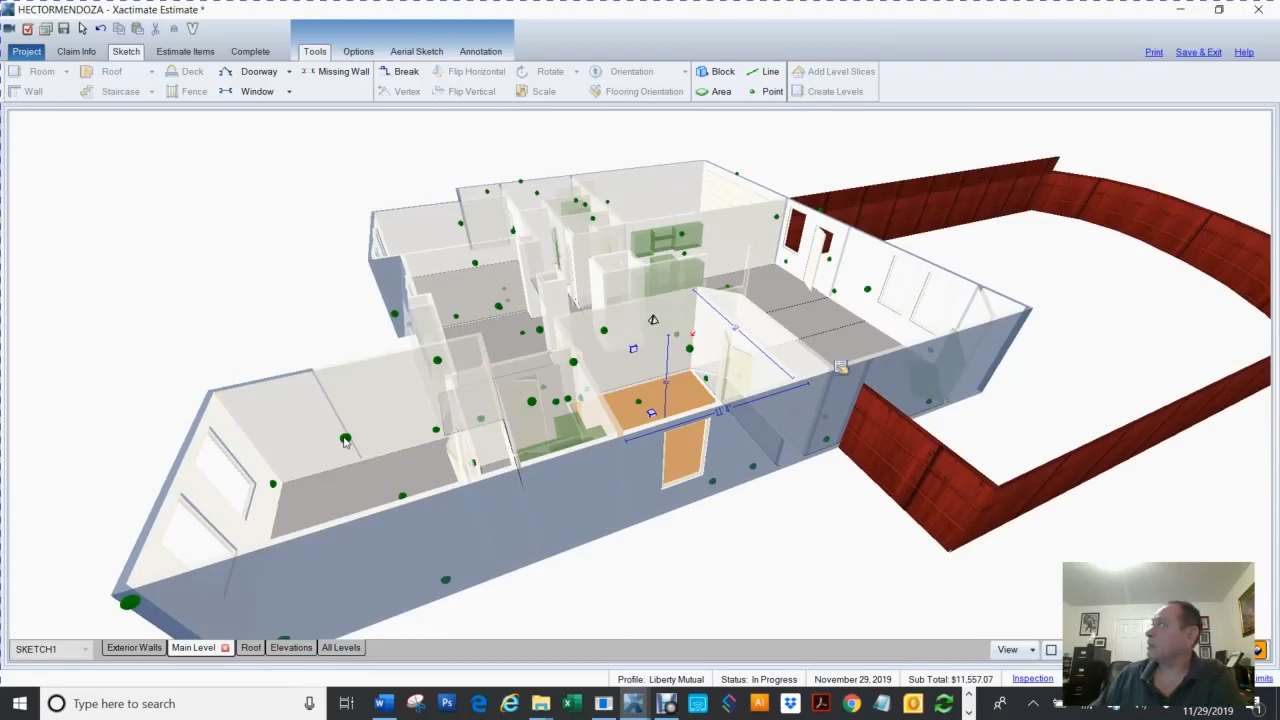 HECTORMENDOZA - Xactimate Estimate *
Project Claim Info Sketch Estimate Items Complete Tools Options Aerial Sketch Annotation Print Save & Exit Help
Room Roof Deck Doorway Missing Wall Break Flip Horizontal Rotate Orientation Block Line Add Level Slices
Wall Staircase Fence Window Vertex Flip Vertical Scale Flooring Orientation Area Point Create Levels
SKETCH1 Exterior Walls Main Level Roof Elevations All Levels View
Profile: Liberty Mutual Status: In Progress November 29, 2019 Sub Total: $11,557.07 Inspection
Type here to search
11/29/2019